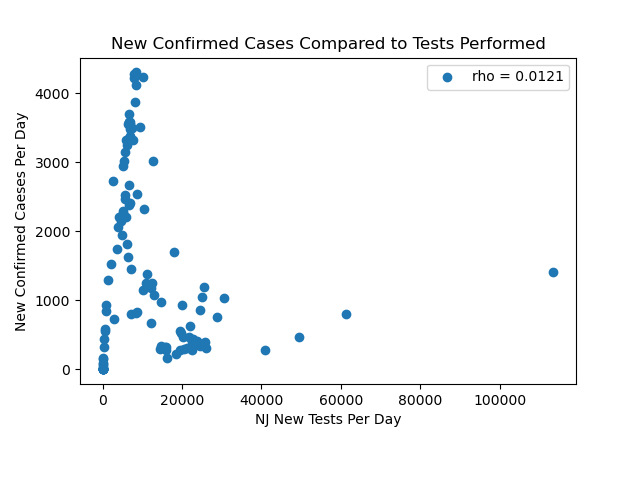 New Confirmed Cases Compared to Tests Performed
rho = 0.0121
New Confirmed Caeses Per Day
4000
3000
2000
1000
0
0 20000 40000 60000 80000 100000
NJ New Tests Per Day